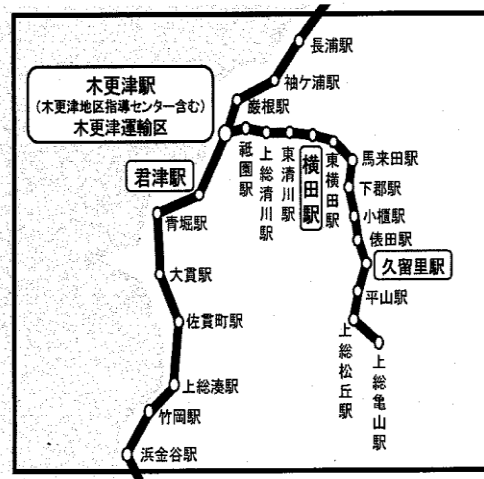 長浦駅
袖ケ浦駅
巌根駅
木更津駅
(木更津地区指導センター含む)
木更津運輸区
祗園駅
上総清川駅
東清川駅
横田駅
東横田駅
馬来田駅
下郡駅
小櫃駅
俵田駅
久留里駅
平山駅
上総松丘駅
上総亀山駅
君津駅
青堀駅
大貫駅
佐貫町駅
上総湊駅
竹岡駅
浜金谷駅